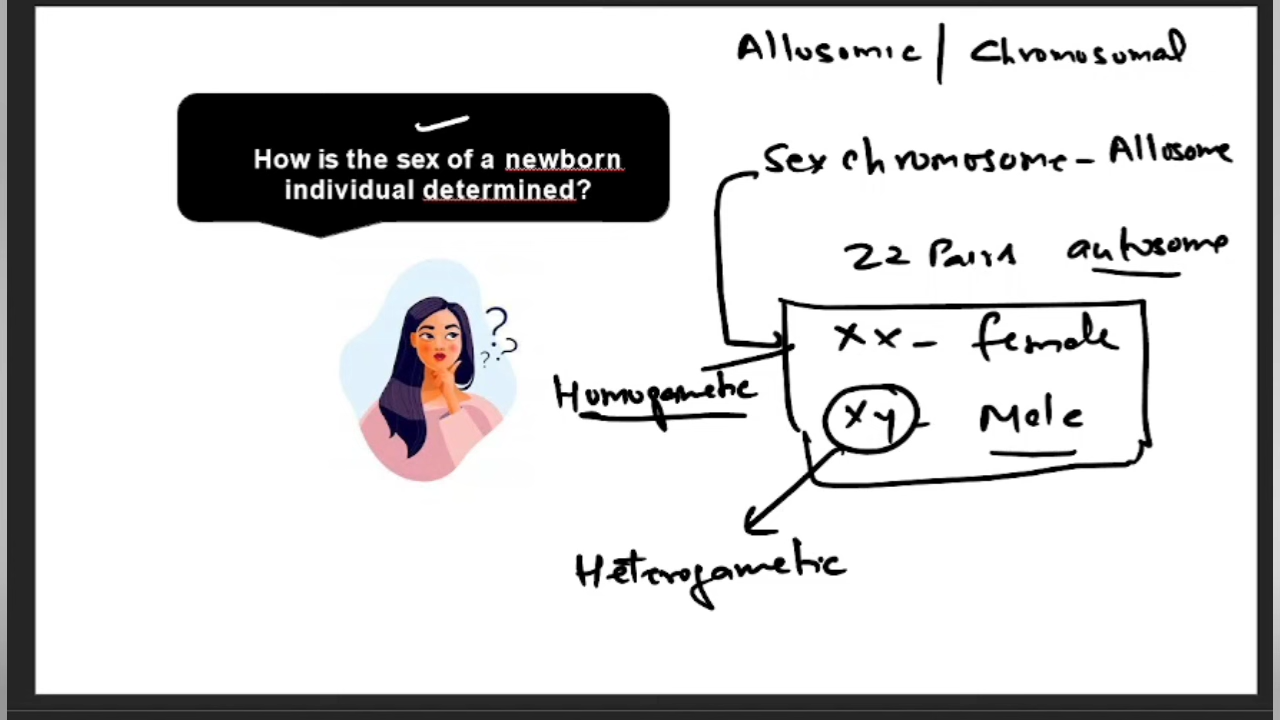 Allosomic | Chromosomal
How is the sex of a newborn
individual determined?
Sex chromosome - Allosome
22 Pairs autosome
XX - female
Homogametic
Xy - Male
Heterogametic